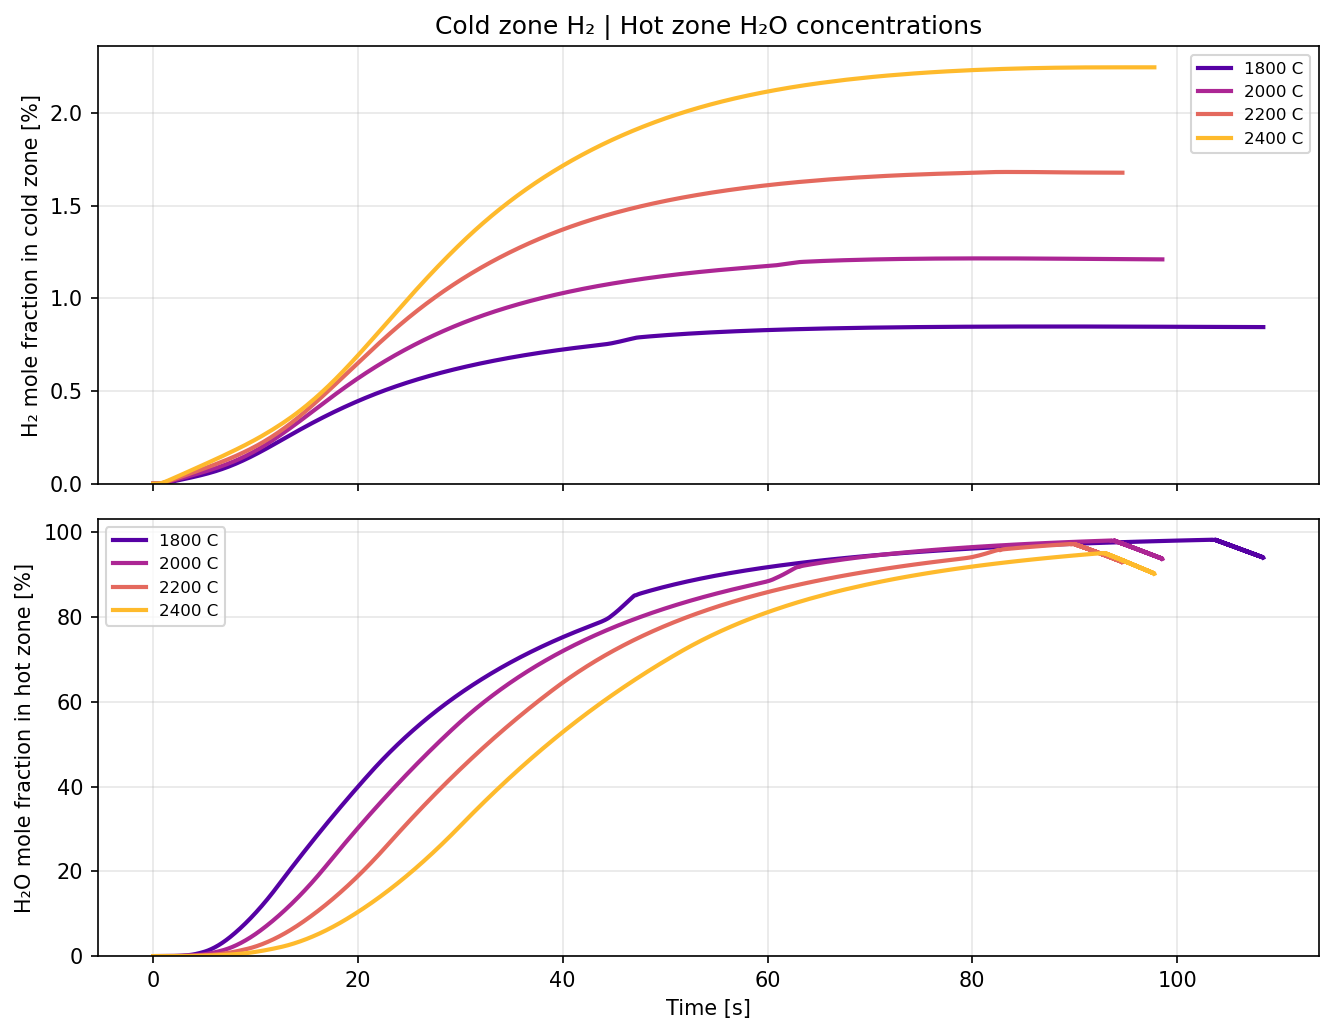 Cold zone H₂ | Hot zone H₂O concentrations
H₂ mole fraction in cold zone [%]
2.0
1.5
1.0
0.5
0.0
1800 C
2000 C
2200 C
2400 C
H₂O mole fraction in hot zone [%]
100
80
60
40
20
0
1800 C
2000 C
2200 C
2400 C
0 20 40 60 80 100
Time [s]